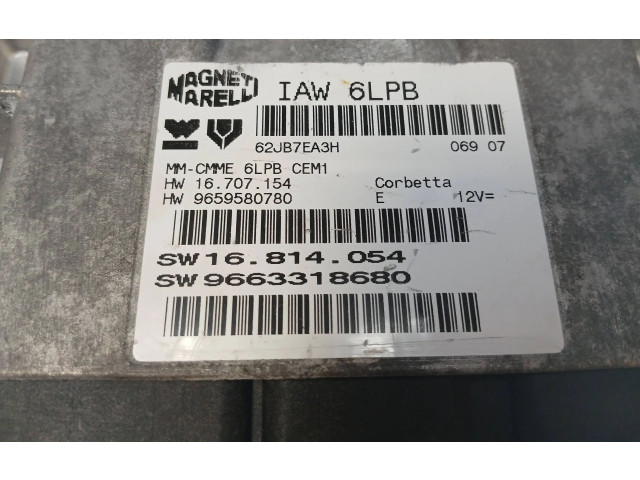 MAGNETI MARELLI
IAW 6LPB
62JB7EA3H 069 07
MM-CMME 6LPB CEM1
HW 16.707.154 Corbetta
HW 9659580780 E 12V=
SW16.814.054
SW9663318680